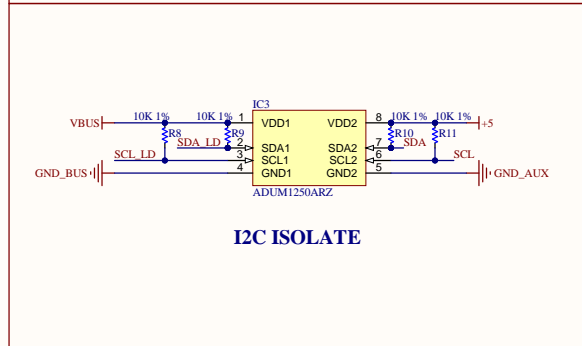 IC3
10K 1% 10K 1% 1 VDD1 VDD2 8 10K 1% 10K 1%
VBUS +5
R8 R9 R10 R11
SDA_LD 2 SDA1 SDA2 7 SDA
SCL_LD 3 SCL1 SCL2 6 SCL
GND_BUS 4 GND1 GND2 5 GND_AUX
ADUM1250ARZ
I2C ISOLATE